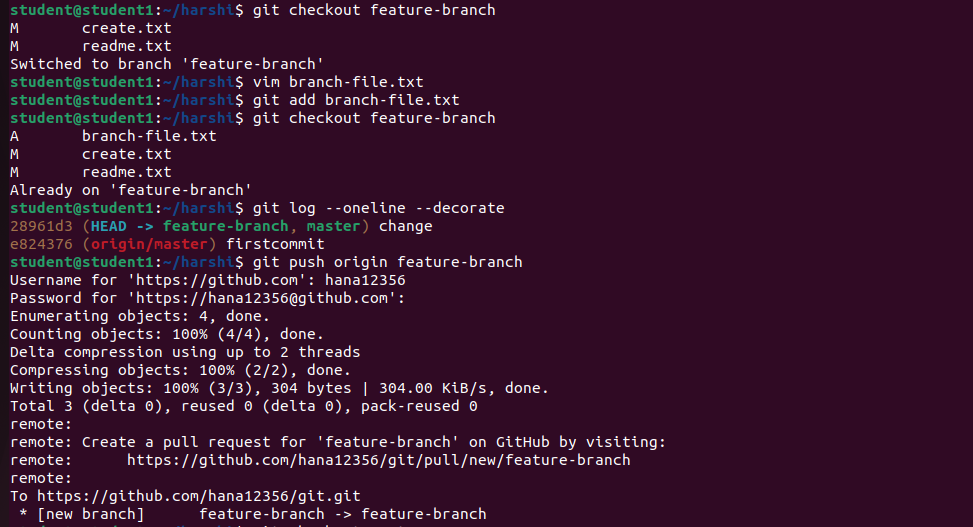 student@student1:~/harshi$ git checkout feature-branch
M       create.txt
M       readme.txt
Switched to branch 'feature-branch'
student@student1:~/harshi$ vim branch-file.txt
student@student1:~/harshi$ git add branch-file.txt
student@student1:~/harshi$ git checkout feature-branch
A       branch-file.txt
M       create.txt
M       readme.txt
Already on 'feature-branch'
student@student1:~/harshi$ git log --oneline --decorate
28961d3 (HEAD -> feature-branch, master) change
e824376 (origin/master) firstcommit
student@student1:~/harshi$ git push origin feature-branch
Username for 'https://github.com': hana12356
Password for 'https://hana12356@github.com':
Enumerating objects: 4, done.
Counting objects: 100% (4/4), done.
Delta compression using up to 2 threads
Compressing objects: 100% (2/2), done.
Writing objects: 100% (3/3), 304 bytes | 304.00 KiB/s, done.
Total 3 (delta 0), reused 0 (delta 0), pack-reused 0
remote:
remote: Create a pull request for 'feature-branch' on GitHub by visiting:
remote:      https://github.com/hana12356/git/pull/new/feature-branch
remote:
To https://github.com/hana12356/git.git
 * [new branch]      feature-branch -> feature-branch